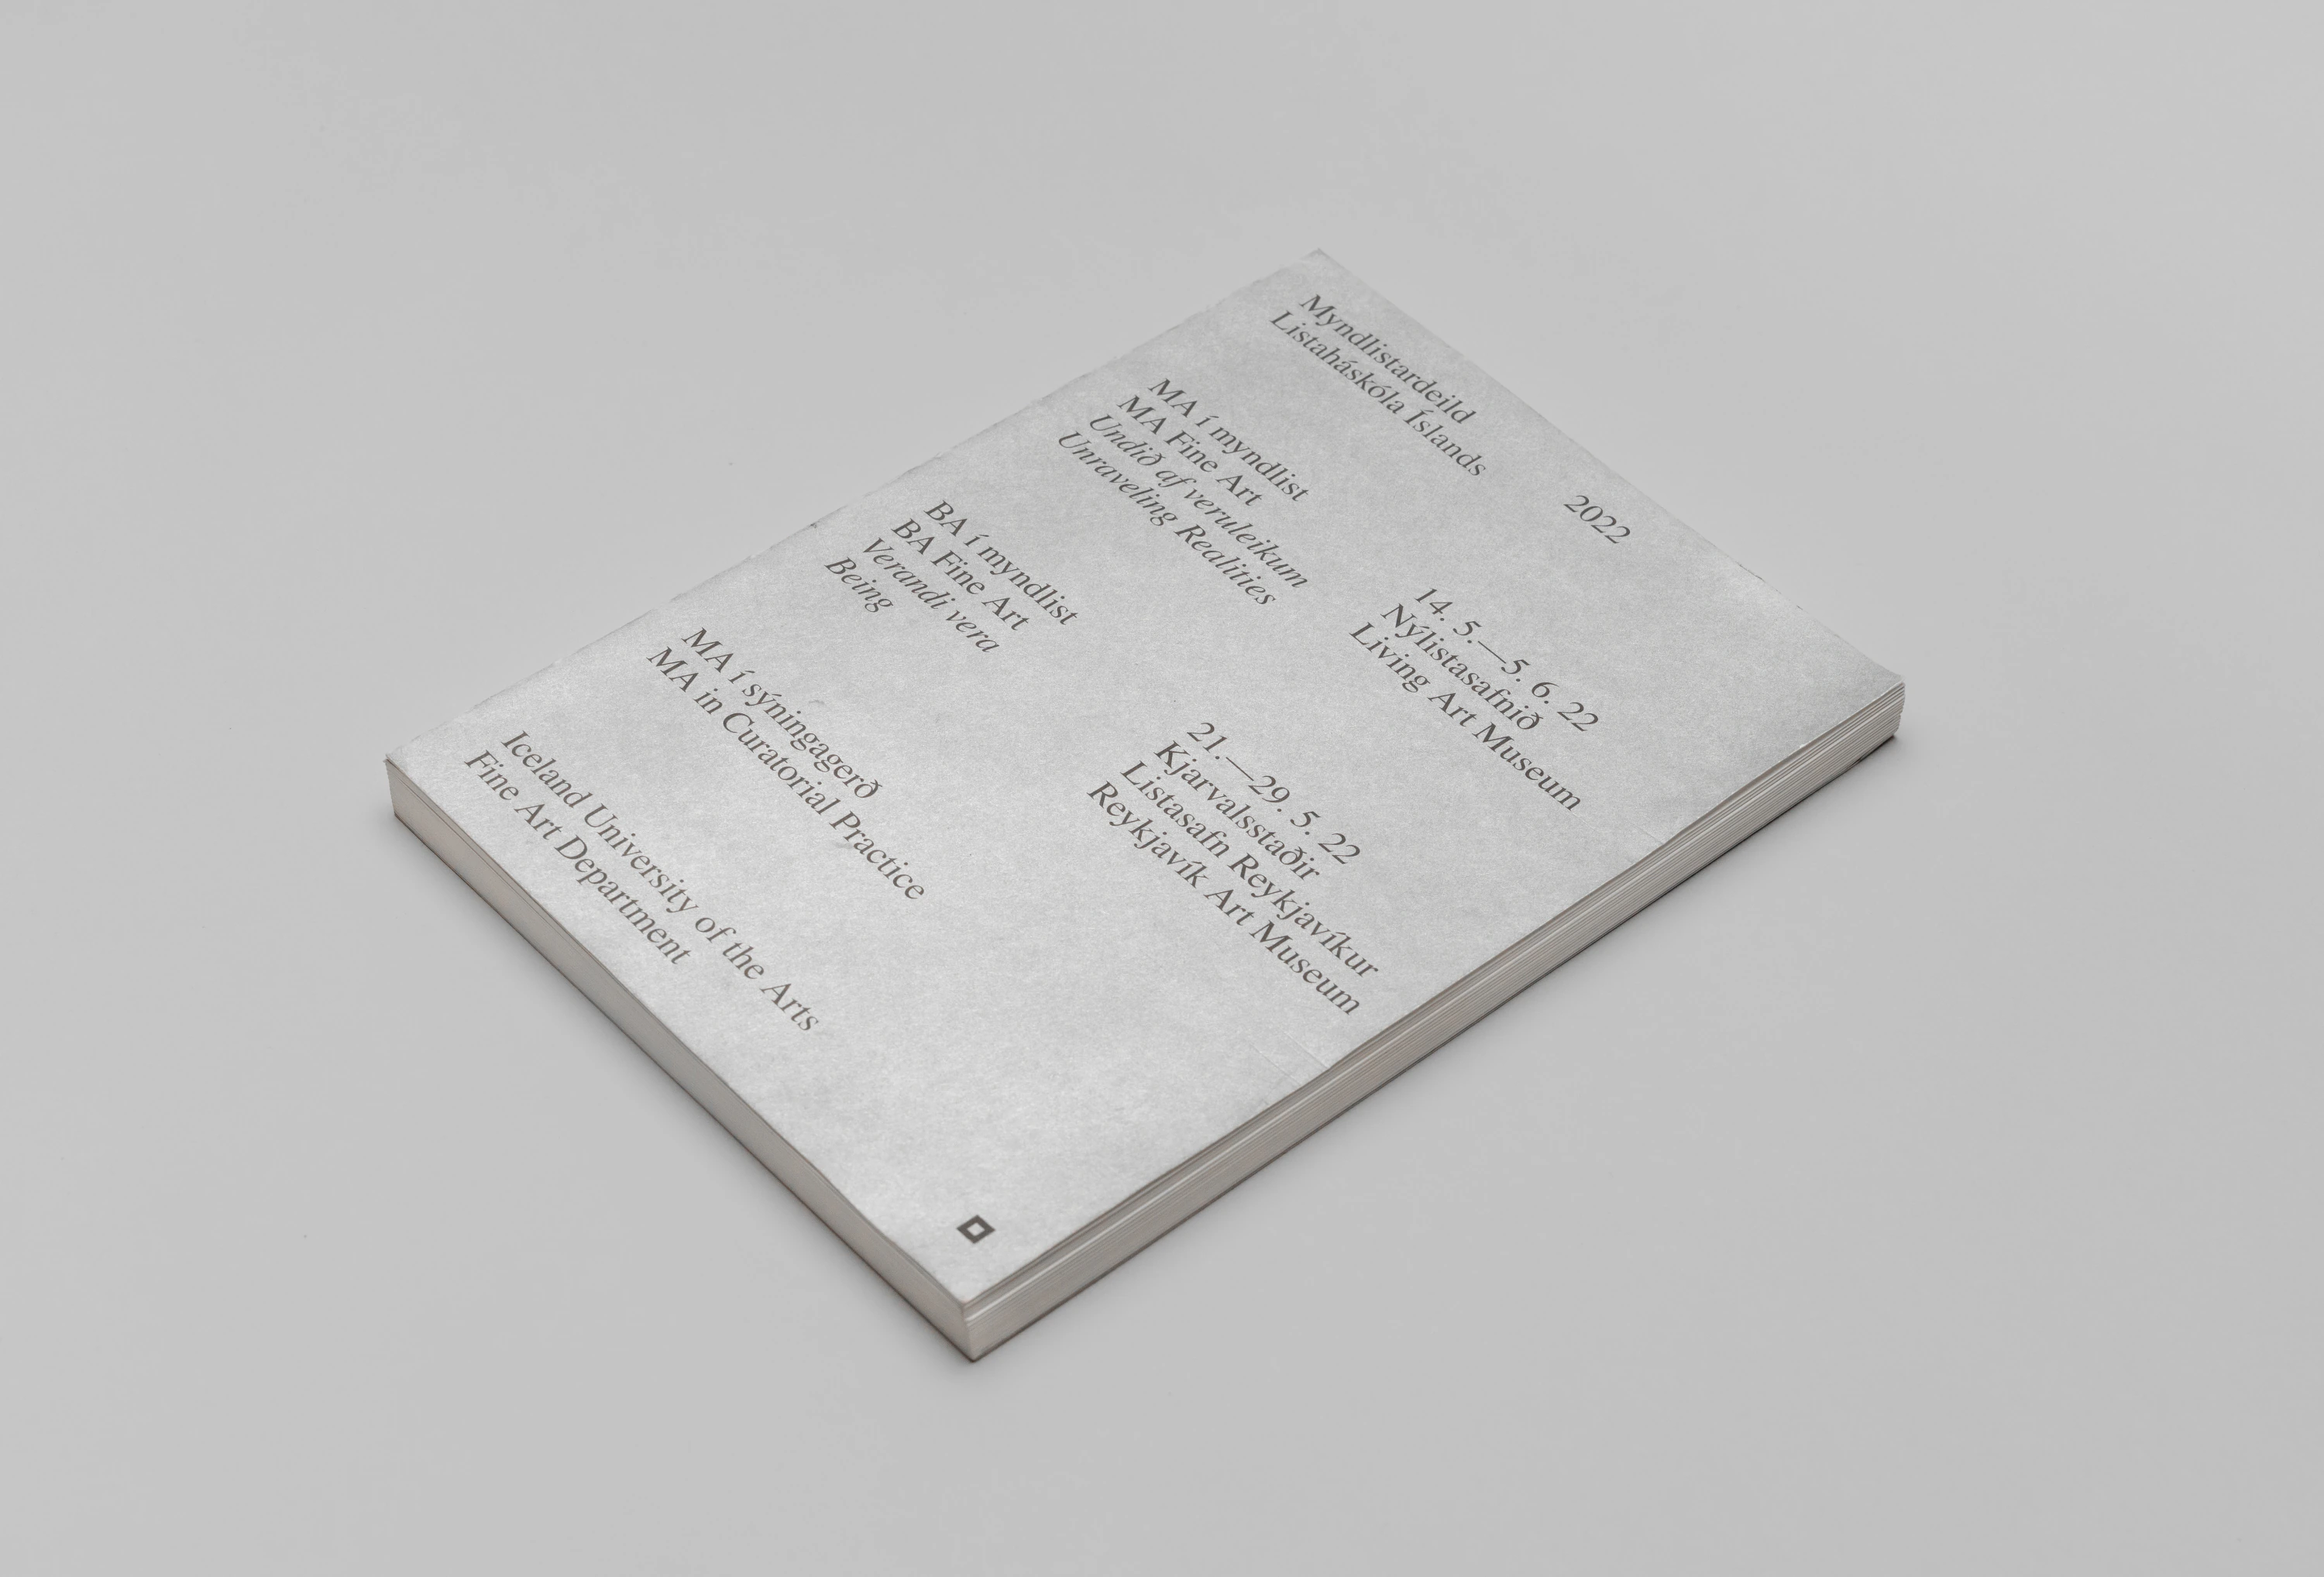 Myndlistardeild
Listaháskóla Íslands
2022
MA í myndlist
MA Fine Art
Undið af veruleikum
Unraveling Realities
14. 5.—5. 6. 22
Nýlistasafnið
Living Art Museum
BA í myndlist
BA Fine Art
Verandi vera
Being
21.—29. 5. 22
Kjarvalsstaðir
Listasafn Reykjavíkur
Reykjavík Art Museum
MA í sýningagerð
MA in Curatorial Practice
Iceland University of the Arts
Fine Art Department